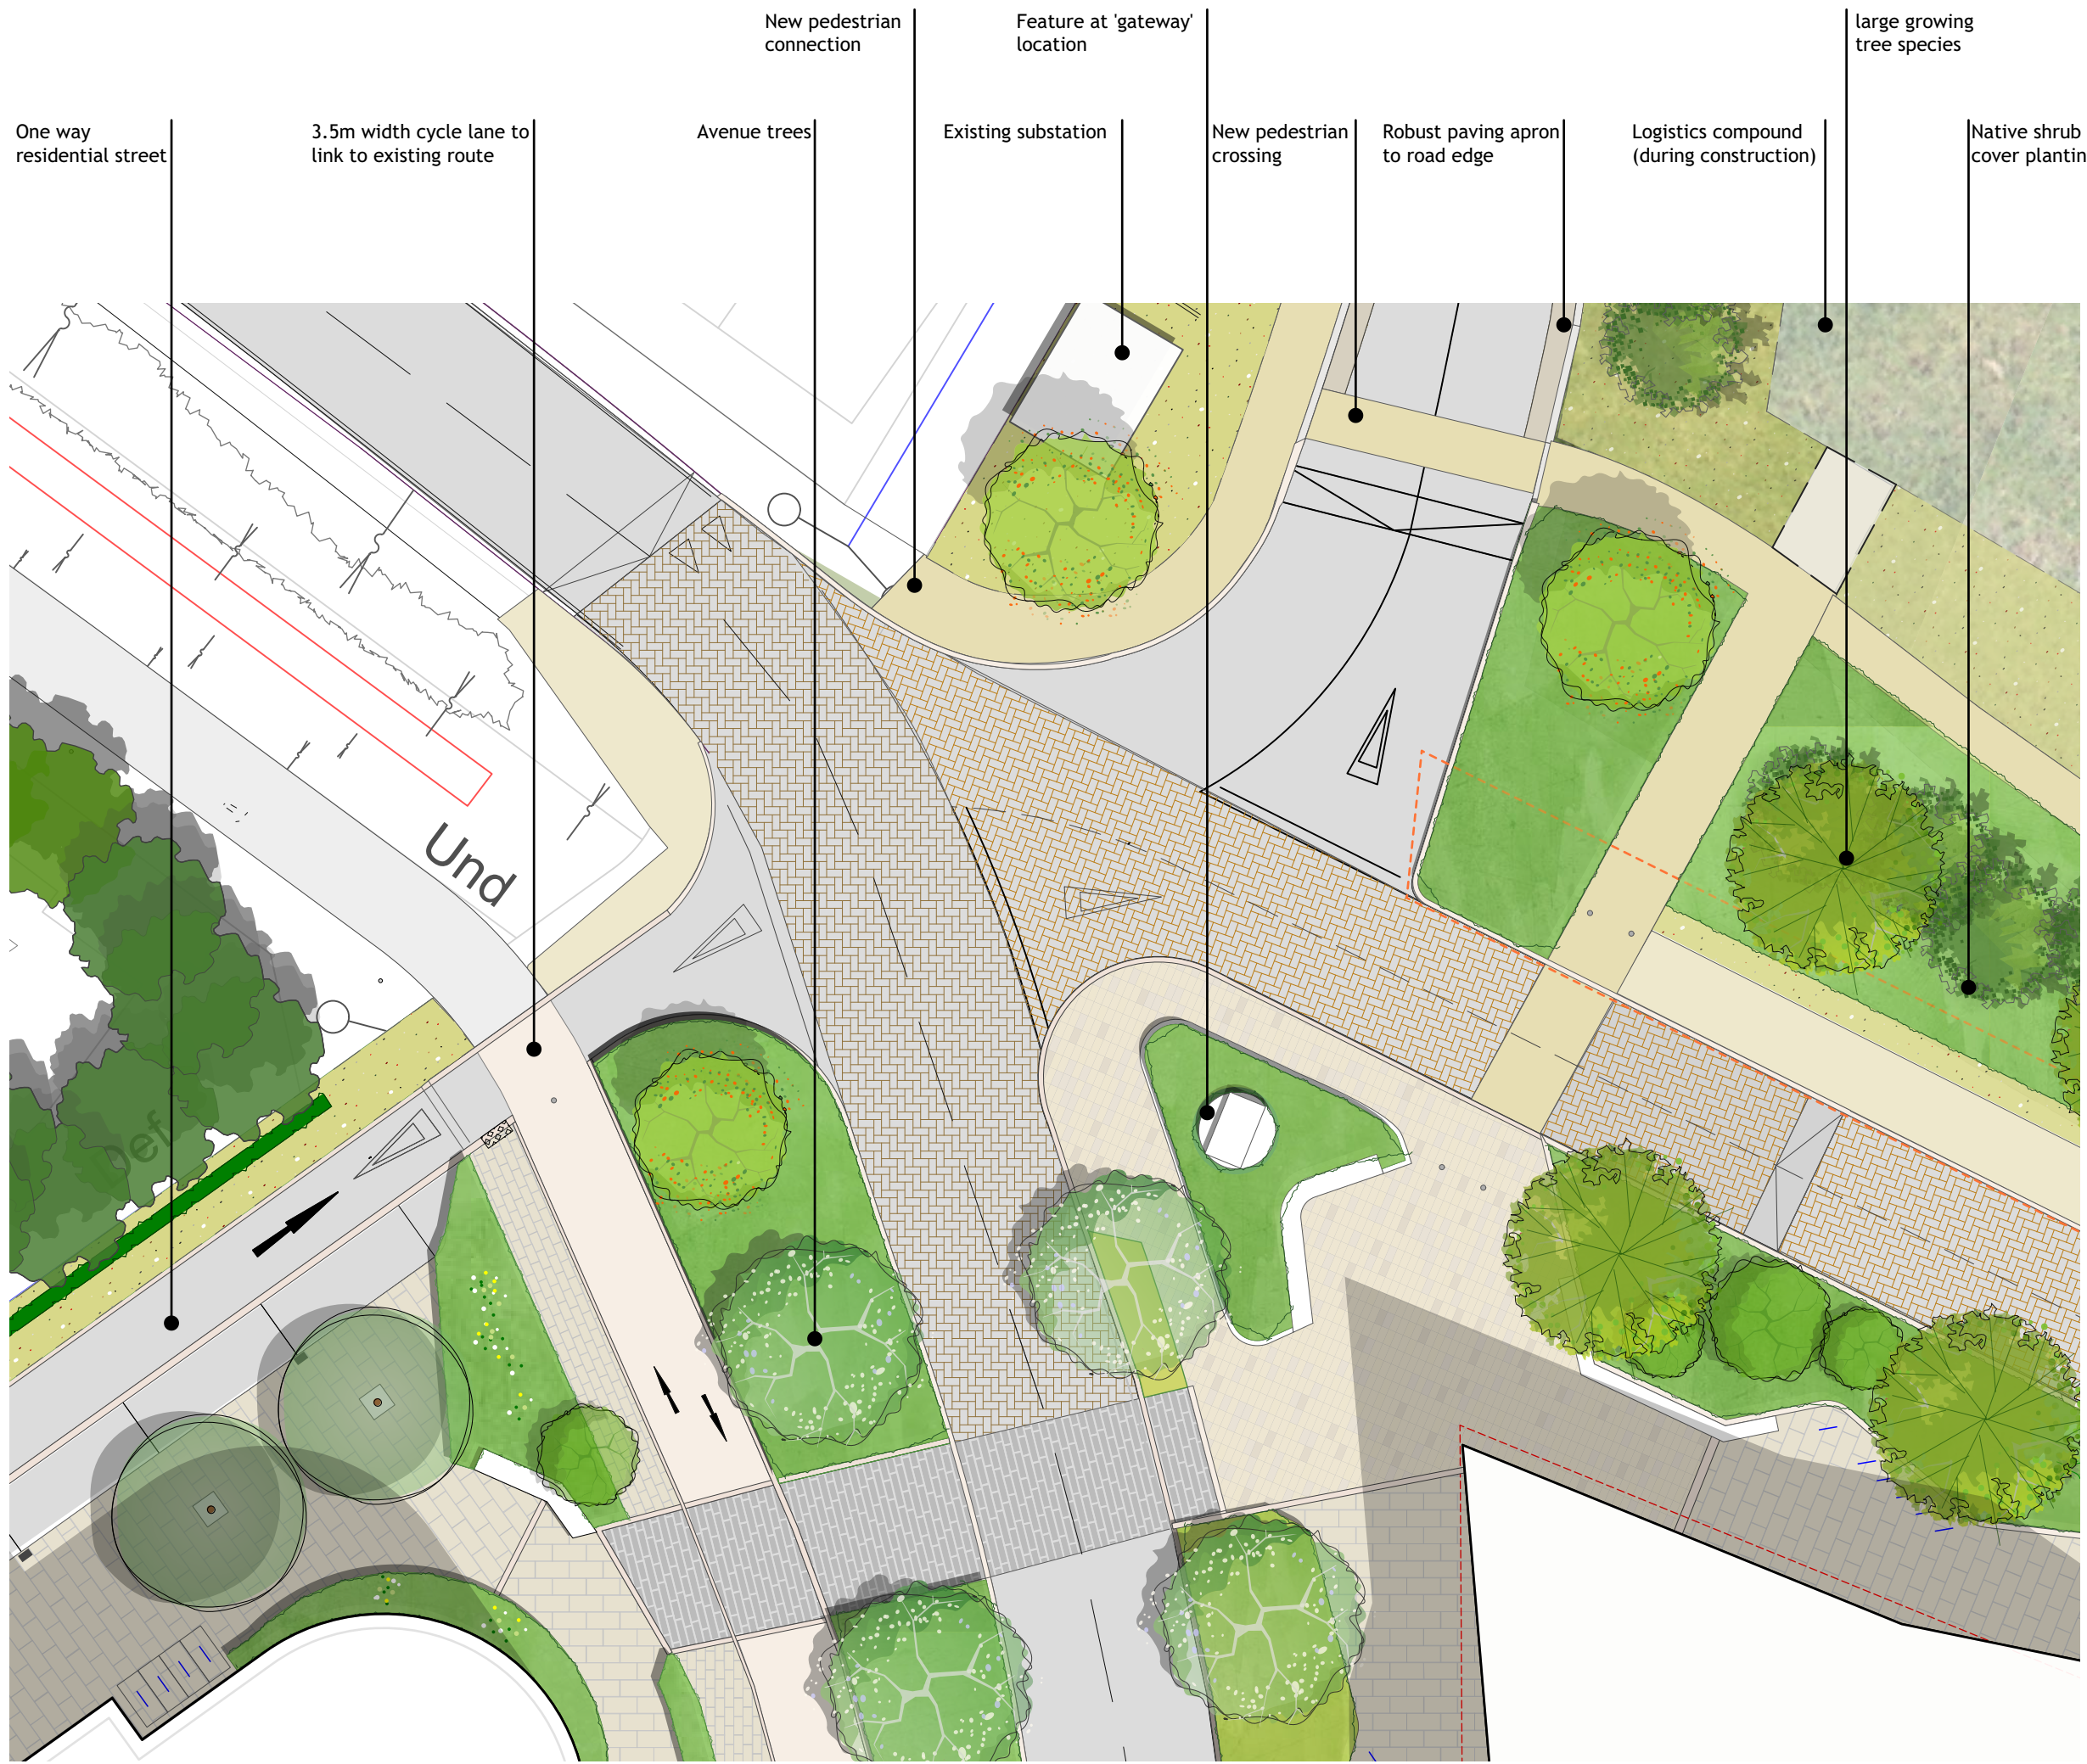 New pedestrian
connection
Feature at 'gateway'
location
large growing
tree species
One way
residential street
3.5m width cycle lane to
link to existing route
Avenue trees
Existing substation
New pedestrian
crossing
Robust paving apron
to road edge
Logistics compound
(during construction)
Native shrub
cover plantin
Und